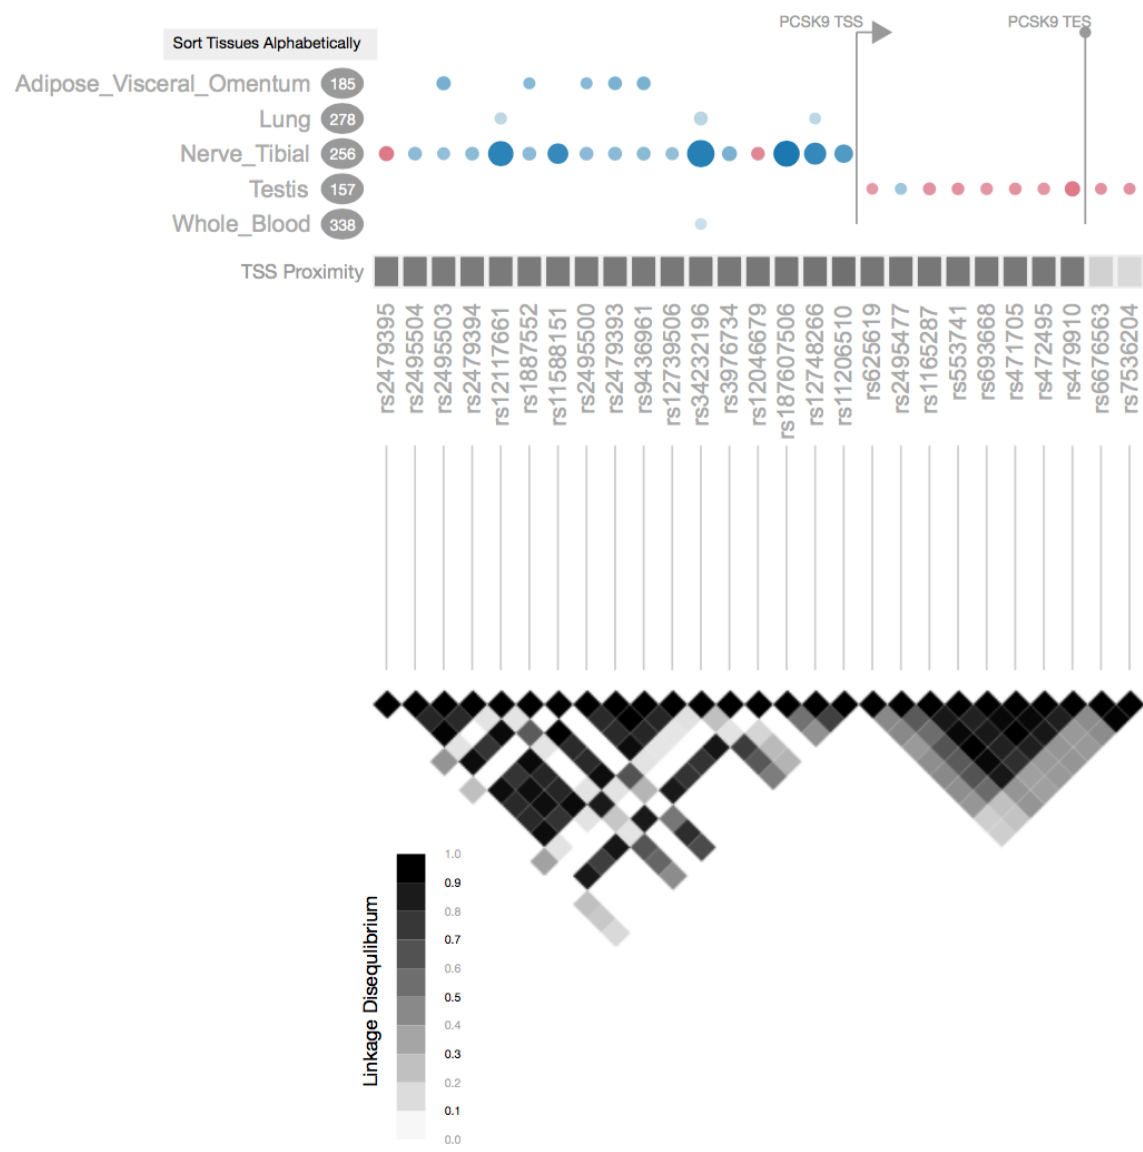 PCSK9 TSS
PCSK9 TES
Sort Tissues Alphabetically
Adipose_Visceral_Omentum 185
Lung 278
Nerve_Tibial 256
Testis 157
Whole_Blood 338
TSS Proximity
rs2479395
rs2495504
rs2495503
rs2479394
rs12117661
rs1887552
rs11588151
rs2495500
rs2479393
rs9436961
rs12739506
rs34232196
rs3976734
rs12046679
rs187607506
rs12748266
rs11206510
rs625619
rs2495477
rs1165287
rs553741
rs693668
rs471705
rs472495
rs479910
rs6676563
rs7536204
Linkage Disequlibrium
1.0
0.9
0.8
0.7
0.6
0.5
0.4
0.3
0.2
0.1
0.0